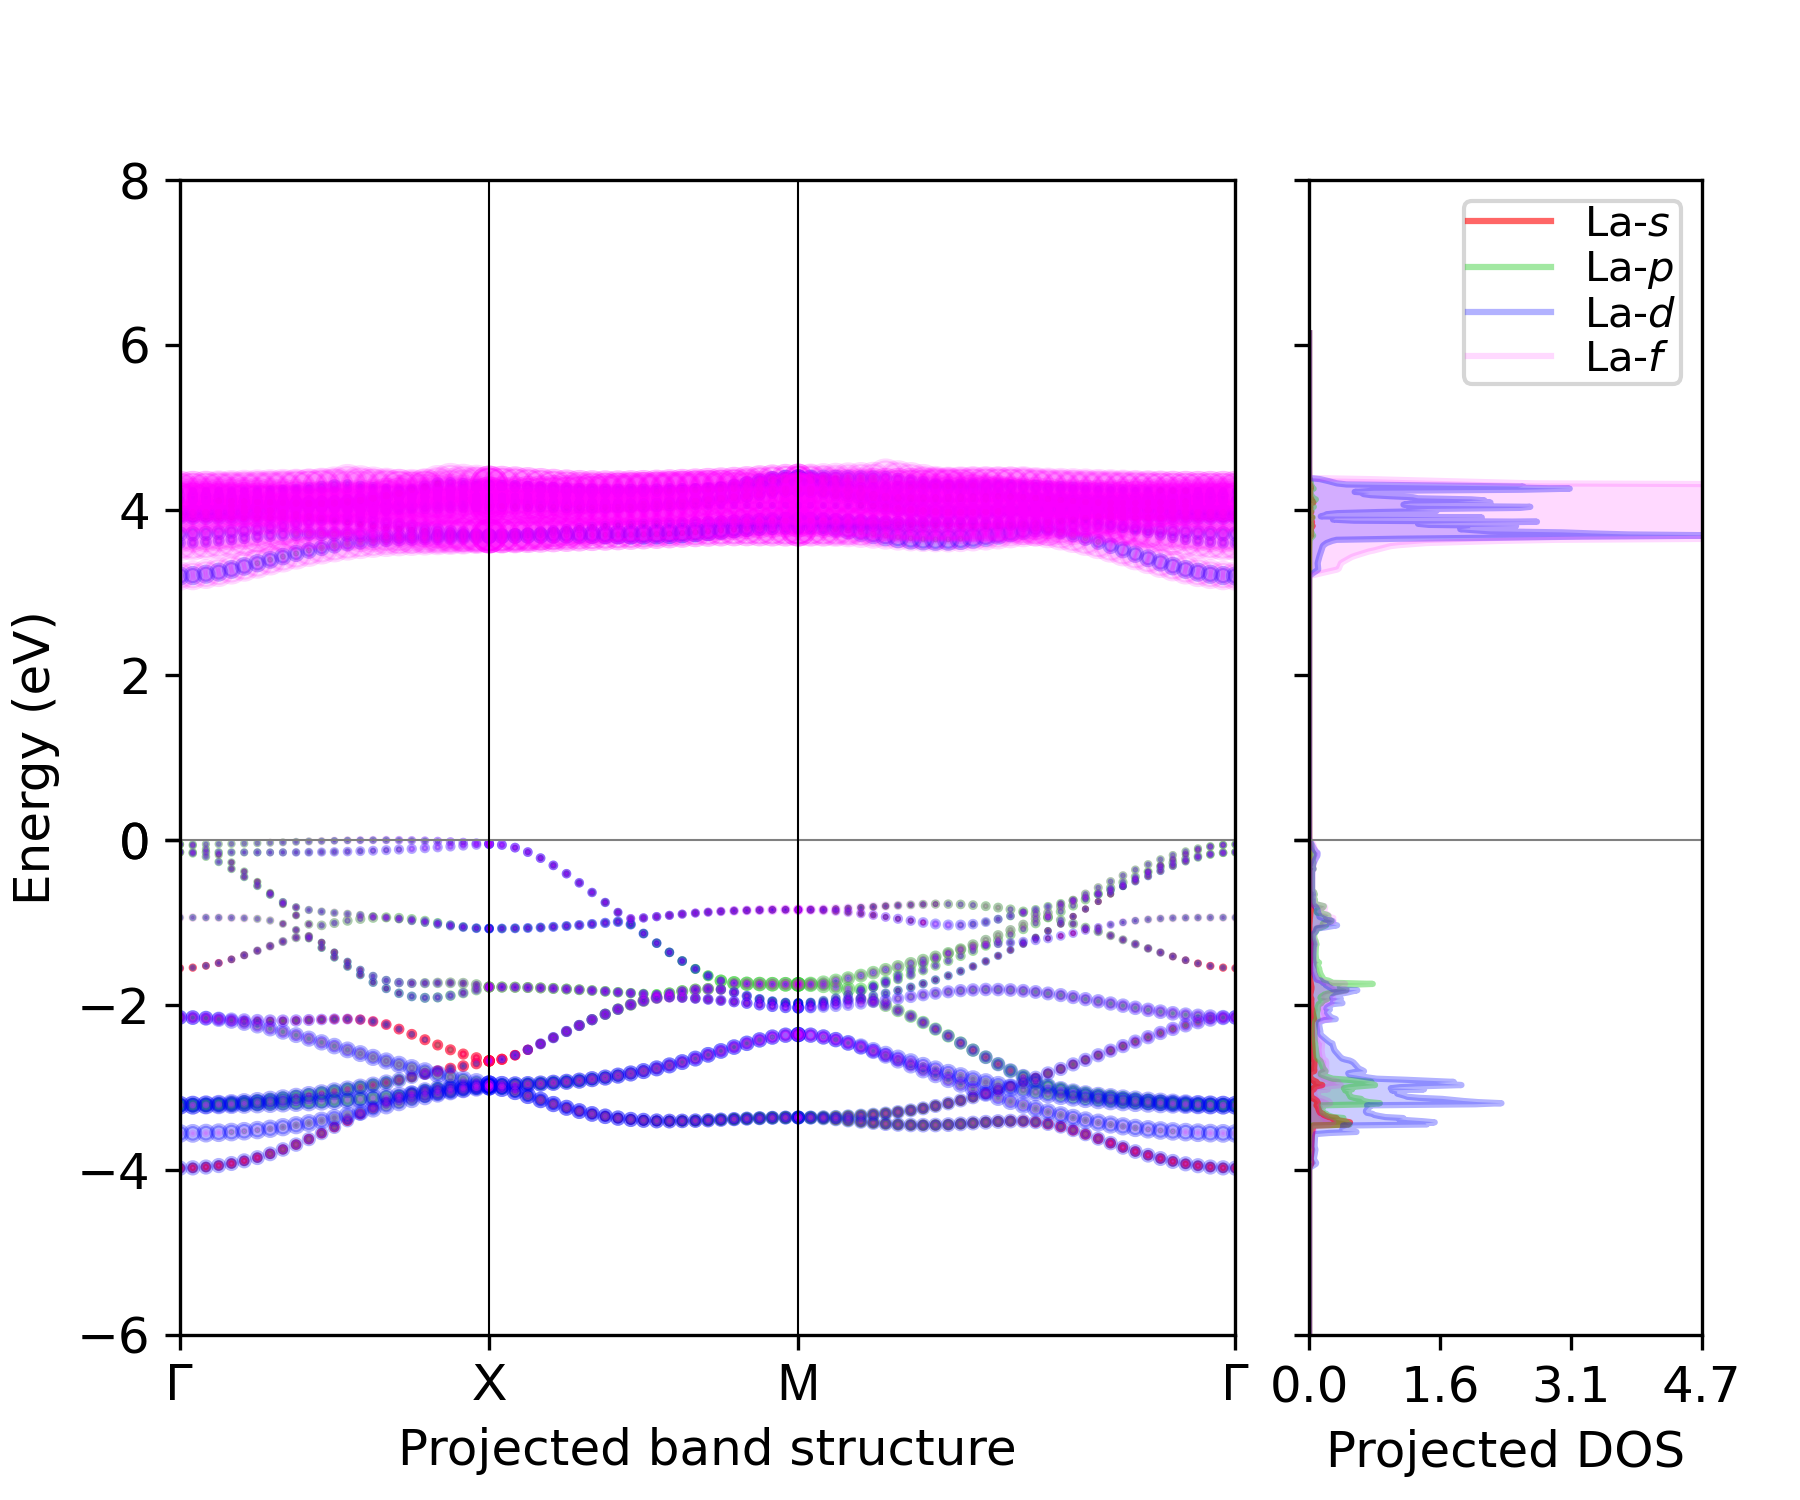 8
6
4
2
0
−2
−4
−6
Energy (eV)
Γ X M Γ
Projected band structure
La-s
La-p
La-d
La-f
0.0 1.6 3.1 4.7
Projected DOS